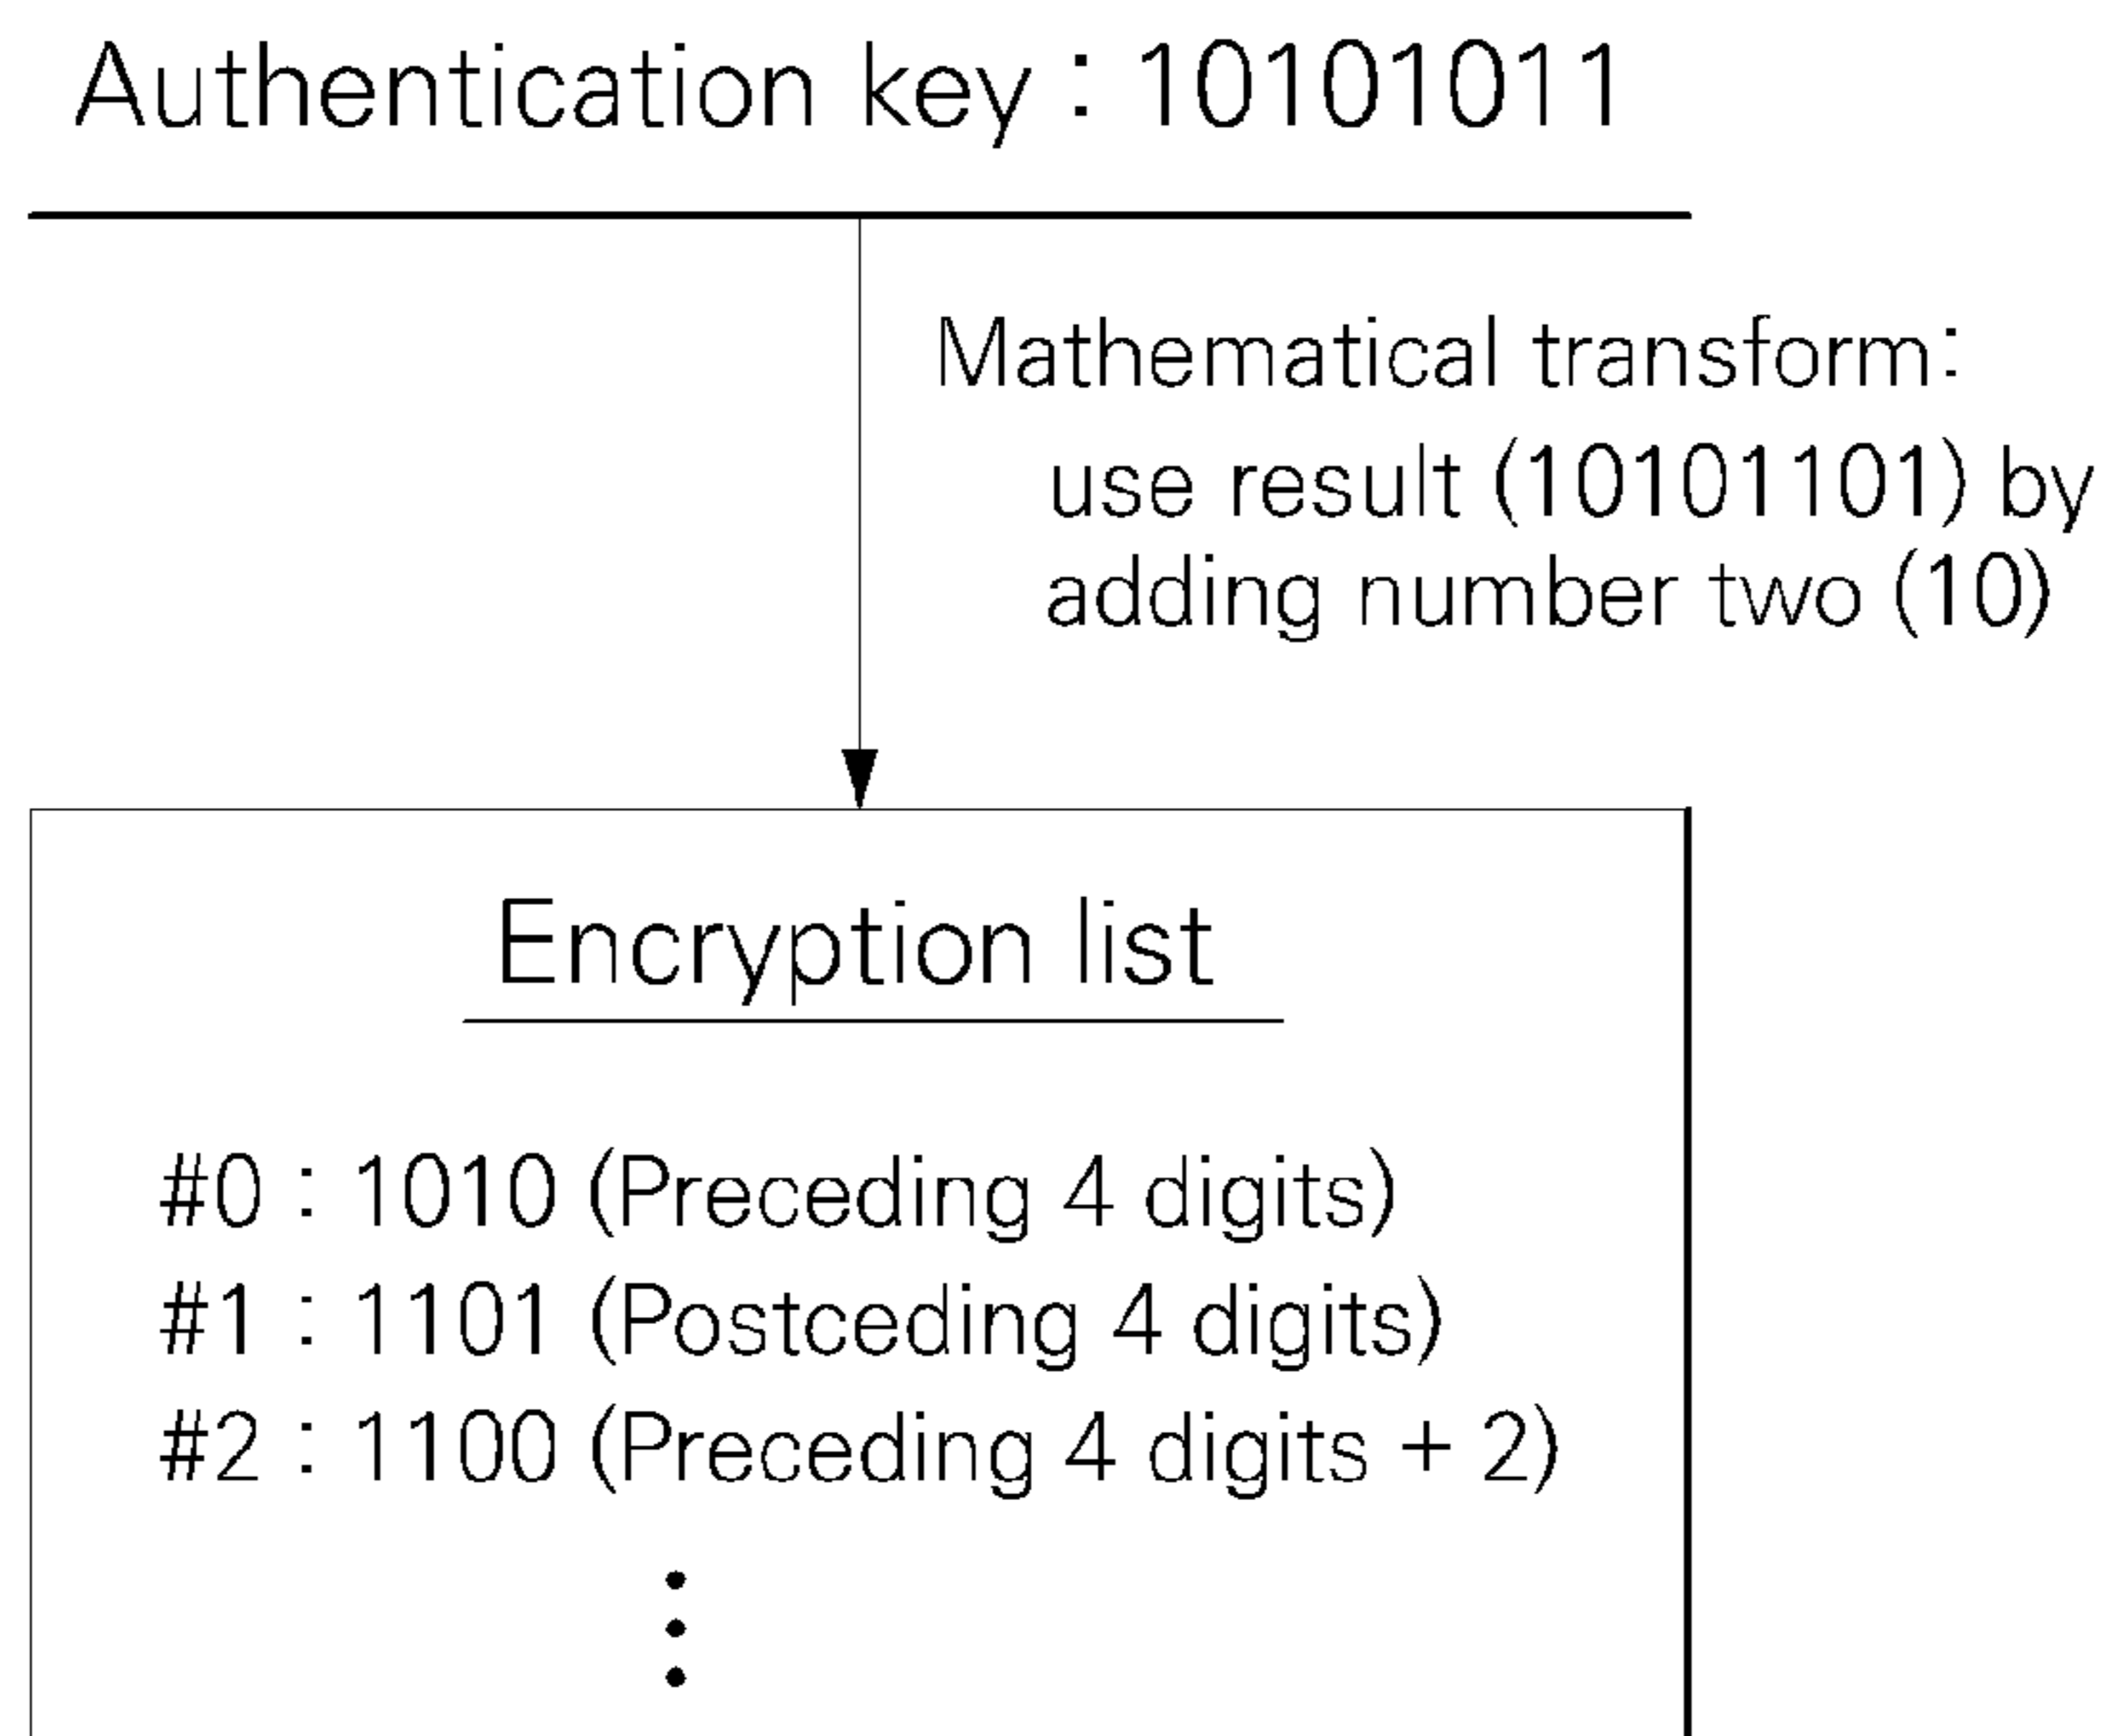 Authentication key : 10101011
Mathematical transform:
use result (10101101) by
adding number two (10)
Encryption list
#0 : 1010 (Preceding 4 digits)
#1 : 1101 (Postceding 4 digits)
#2 : 1100 (Preceding 4 digits + 2)